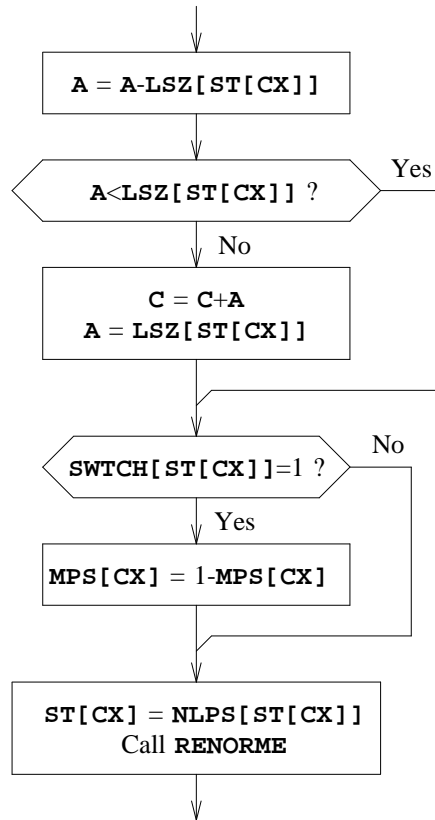 A = A-LSZ[ST[CX]]
A<LSZ[ST[CX]] ?
Yes
No
C = C+A
A = LSZ[ST[CX]]
SWTCH[ST[CX]]=1 ?
No
Yes
MPS[CX] = 1-MPS[CX]
ST[CX] = NLPS[ST[CX]]
Call RENORME